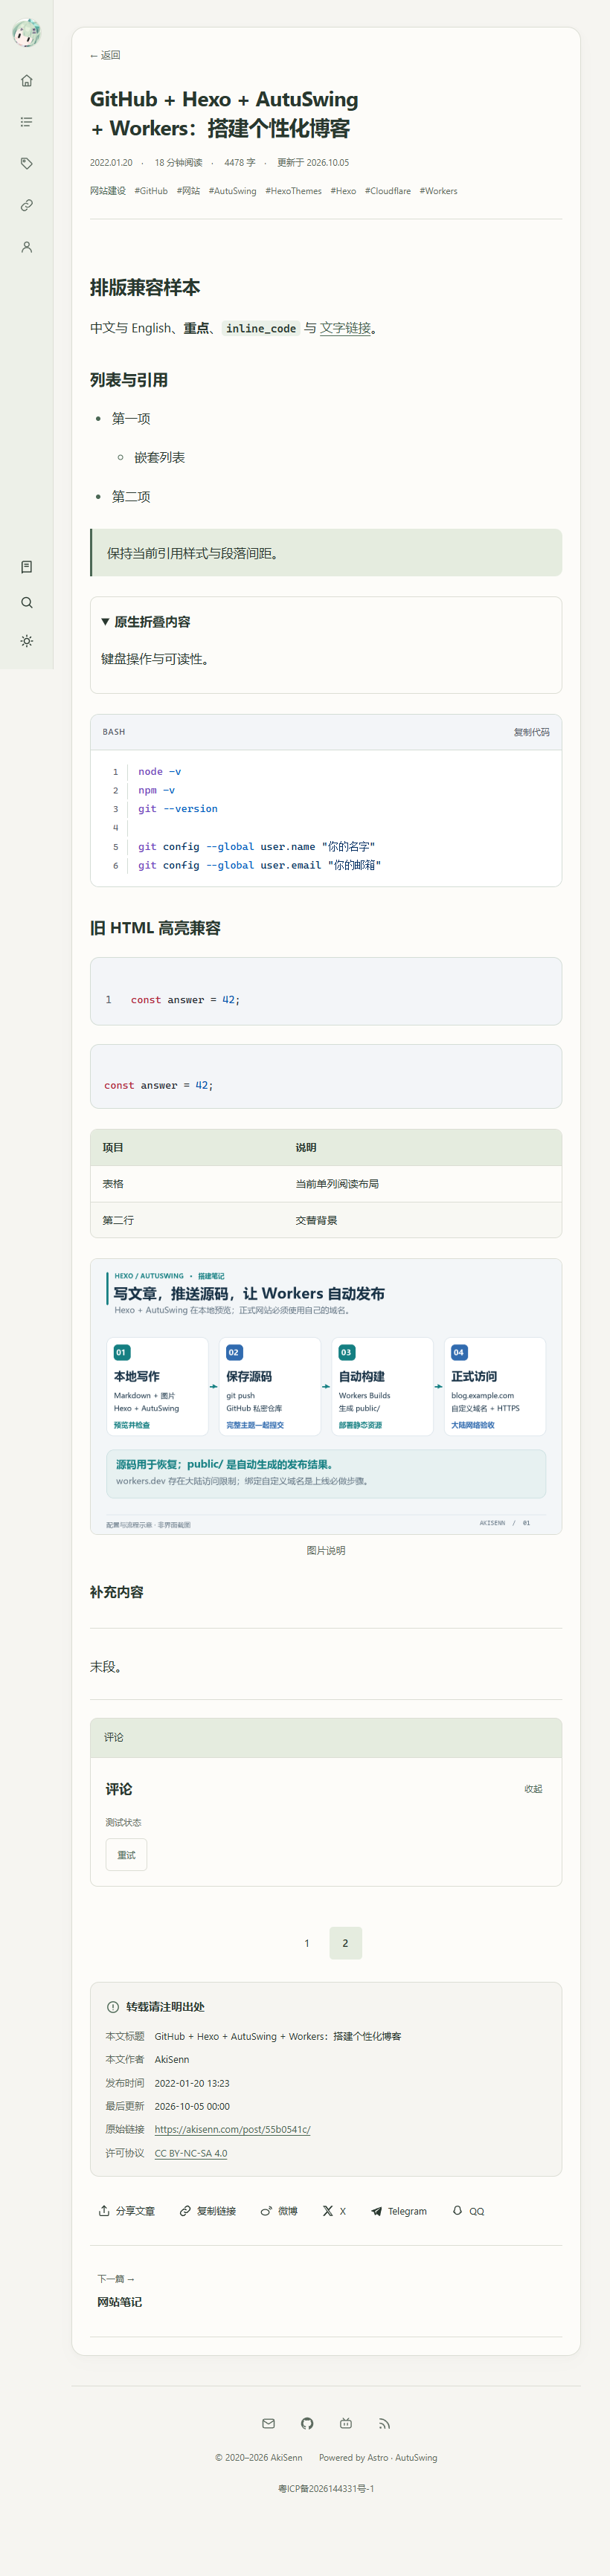 ← 返回
GitHub + Hexo + AutuSwing
+ Workers：搭建个性化博客
2022.01.20 · 18 分钟阅读 · 4478 字 · 更新于 2026.10.05
网站建设 #GitHub #网站 #AutuSwing #HexoThemes #Hexo #Cloudflare #Workers
排版兼容样本
中文与 English、重点、inline_code 与 文字链接。
列表与引用
第一项
嵌套列表
第二项
保持当前引用样式与段落间距。
▼ 原生折叠内容
键盘操作与可读性。
BASH 复制代码
1 node -v
2 npm -v
3 git --version
4
5 git config --global user.name "你的名字"
6 git config --global user.email "你的邮箱"
旧 HTML 高亮兼容
1 const answer = 42;
const answer = 42;
项目 说明
表格 当前单列阅读布局
第二行 交替背景
HEXO / AUTUSWING • 搭建笔记
写文章，推送源码，让 Workers 自动发布
Hexo + AutuSwing 在本地预览；正式网站必须使用自己的域名。
01 02 03 04
本地写作 保存源码 自动构建 正式访问
Markdown + 图片 git push Workers Builds blog.example.com
Hexo + AutuSwing GitHub 私密仓库 生成 public/ 自定义域名 + HTTPS
预览并检查 完整主题一起提交 部署静态资源 大陆网络验收
源码用于恢复；public/ 是自动生成的发布结果。
workers.dev 存在大陆访问限制；绑定自定义域名是上线必做步骤。
配置与流程示意 · 非界面截图 AKISENN / 01
图片说明
补充内容
末段。
评论
评论 收起
测试状态
重试
1 2
转载请注明出处
本文标题 GitHub + Hexo + AutuSwing + Workers：搭建个性化博客
本文作者 AkiSenn
发布时间 2022-01-20 13:23
最后更新 2026-10-05 00:00
原始链接 https://akisenn.com/post/55b0541c/
许可协议 CC BY-NC-SA 4.0
分享文章 复制链接 微博 X Telegram QQ
下一篇 →
网站笔记
© 2020–2026 AkiSenn Powered by Astro · AutuSwing
粤ICP备2026144331号-1